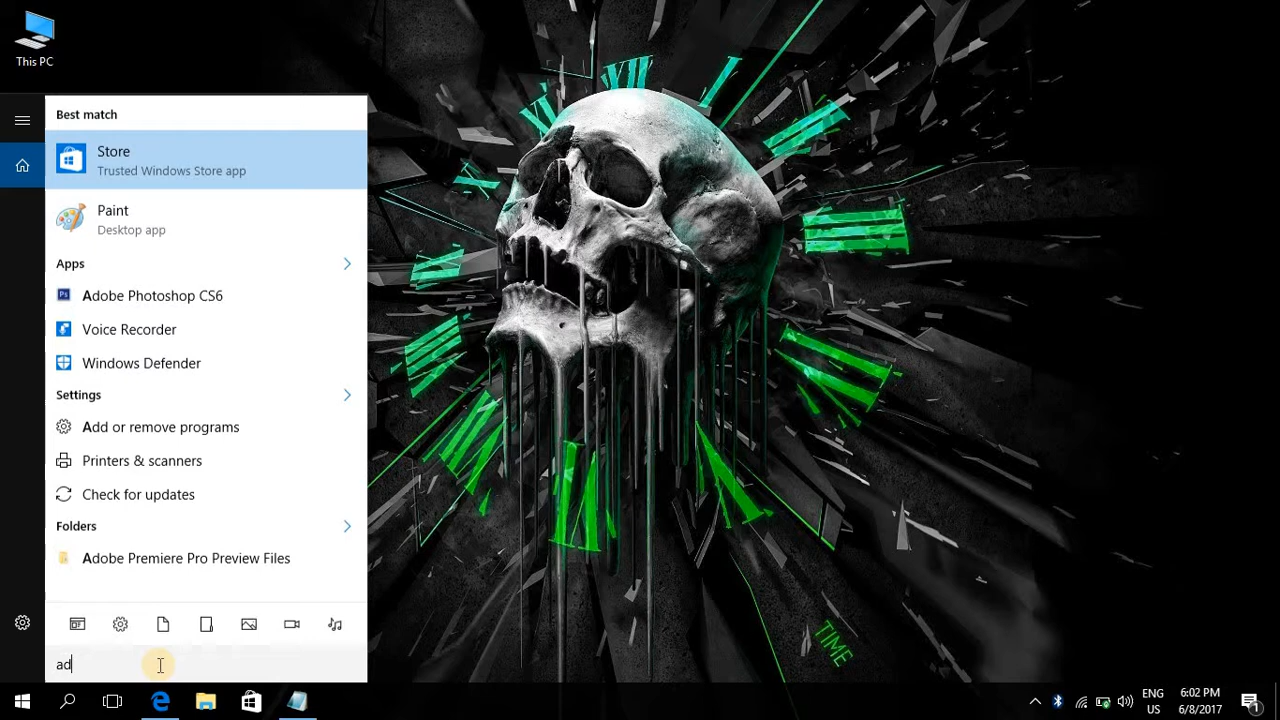 This PC
Best match
Store
Trusted Windows Store app
Paint
Desktop app
Apps
Adobe Photoshop CS6
Voice Recorder
Windows Defender
Settings
Add or remove programs
Printers & scanners
Check for updates
Folders
Adobe Premiere Pro Preview Files
ad
VII
TIME
ENG
US
6:02 PM
6/8/2017
1